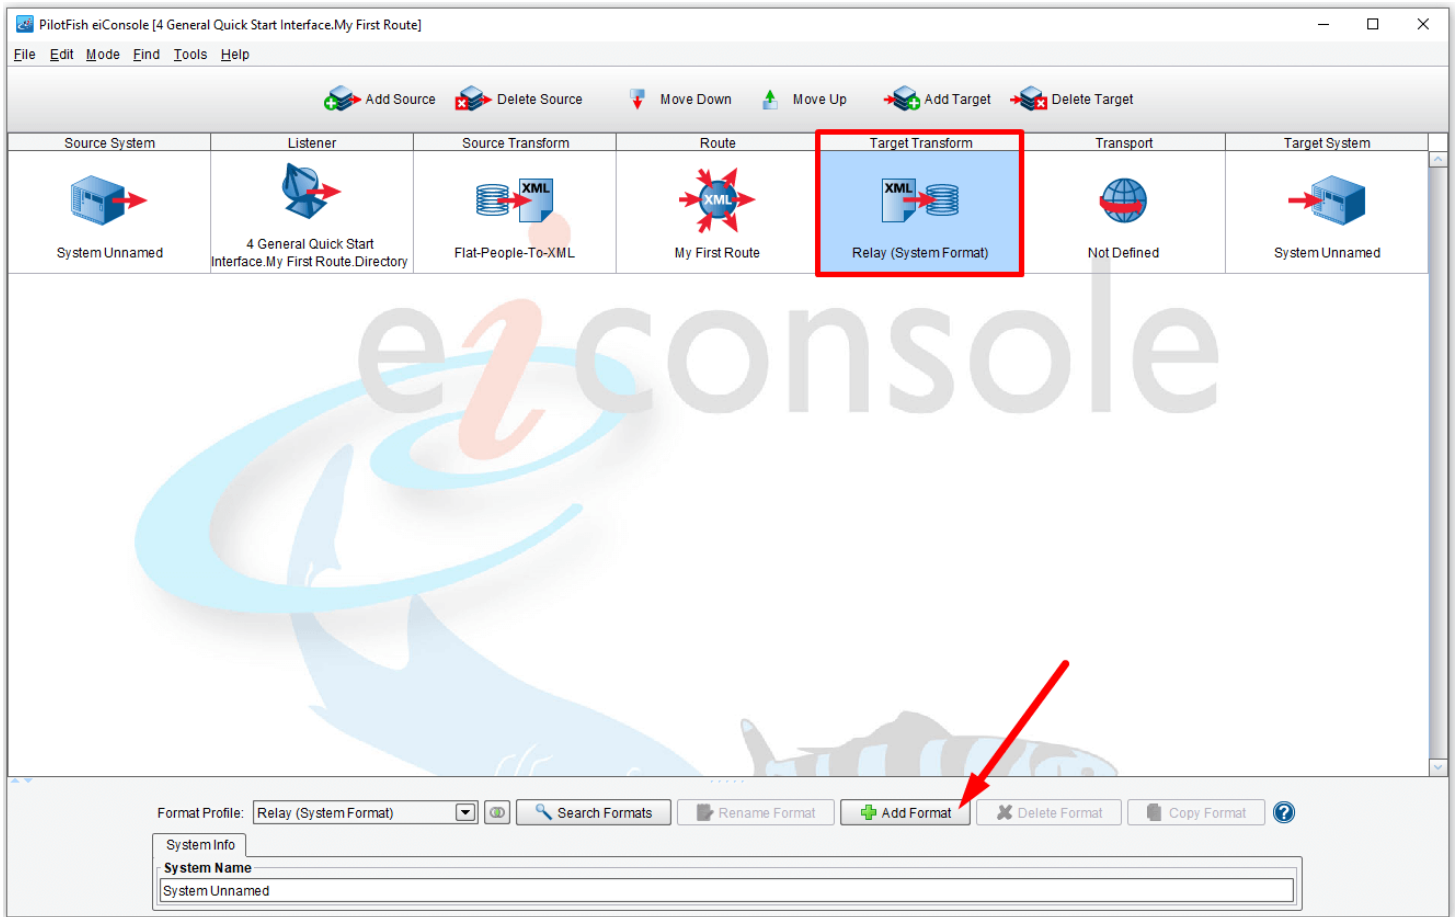 PilotFish eiConsole [4 General Quick Start Interface.My First Route]
File Edit Mode Find Tools Help
Add Source Delete Source Move Down Move Up Add Target Delete Target
Source System Listener Source Transform Route Target Transform Transport Target System
XML XML XML
System Unnamed 4 General Quick Start Interface.My First Route.Directory Flat-People-To-XML My First Route Relay (System Format) Not Defined System Unnamed
eiconsole
Format Profile: Relay (System Format) Search Formats Rename Format Add Format Delete Format Copy Format ?
System Info
System Name
System Unnamed